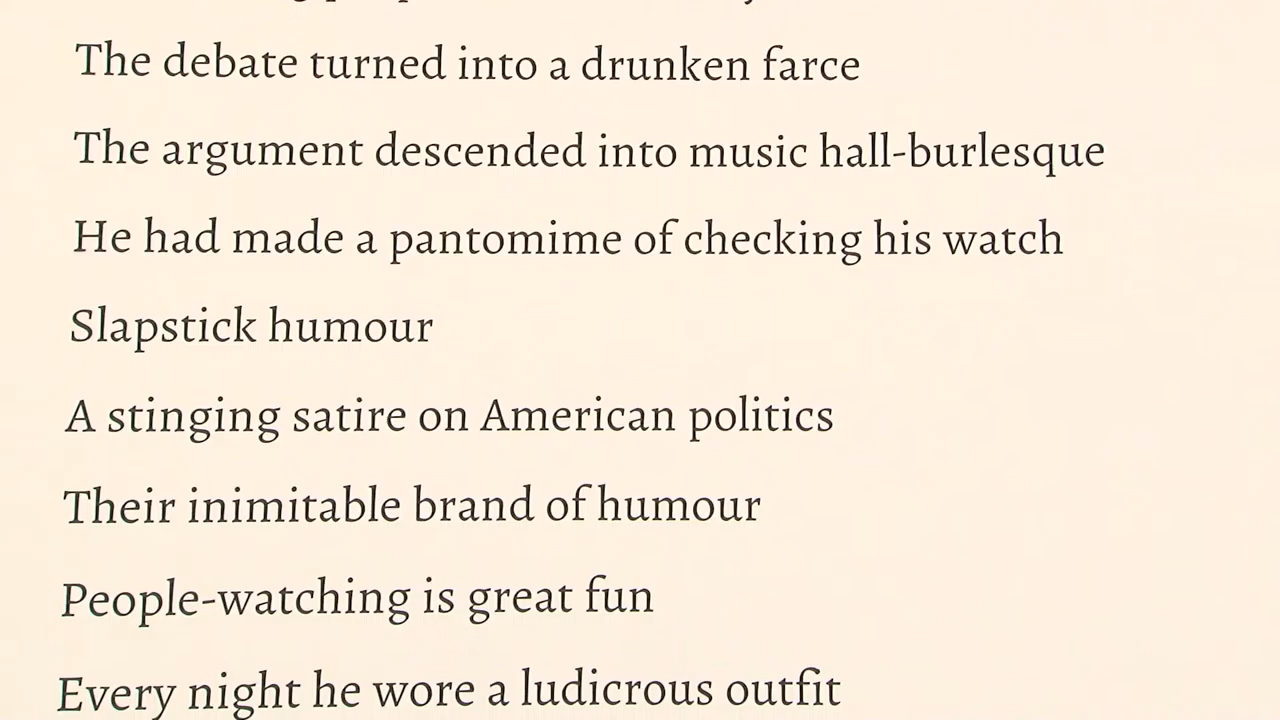 The debate turned into a drunken farce
The argument descended into music hall-burlesque
He had made a pantomime of checking his watch
Slapstick humour
A stinging satire on American politics
Their inimitable brand of humour
People-watching is great fun
Every night he wore a ludicrous outfit